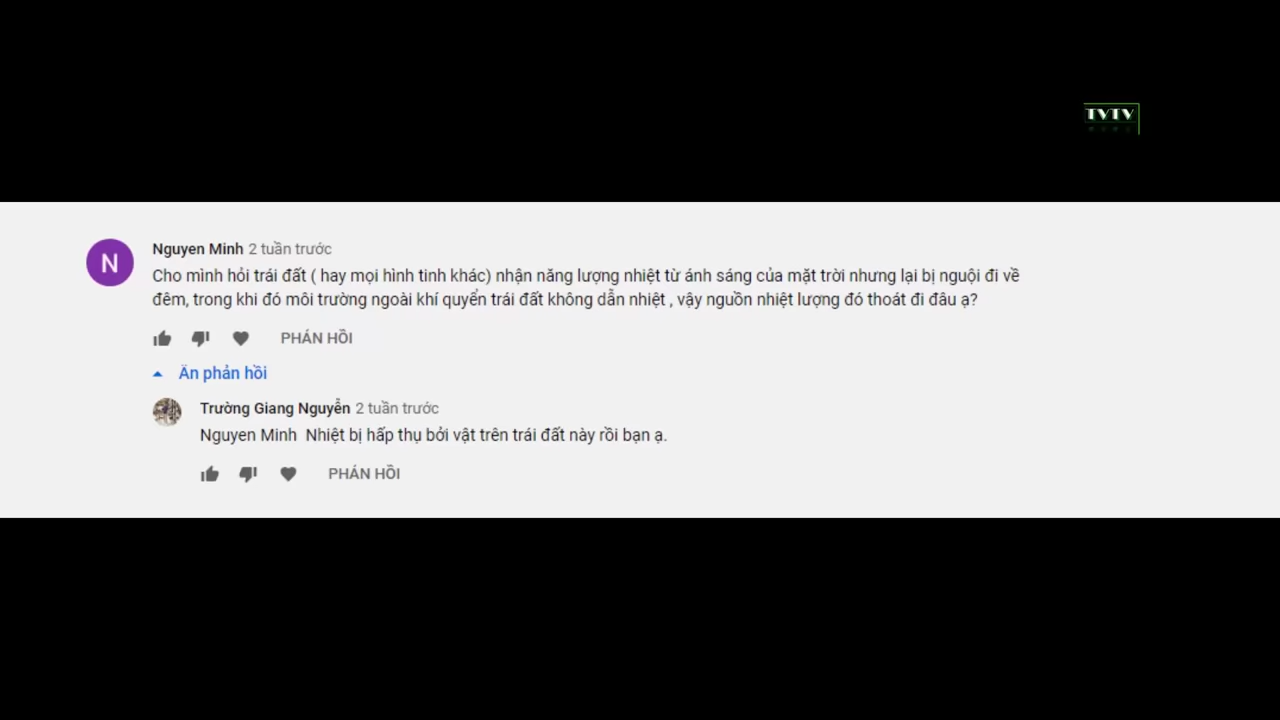 TVTV
Nguyen Minh 2 tuần trước
Cho mình hỏi trái đất ( hay mọi hình tinh khác) nhận năng lượng nhiệt từ ánh sáng của mặt trời nhưng lại bị nguội đi về
đêm, trong khi đó môi trường ngoài khí quyển trái đất không dẫn nhiệt , vậy nguồn nhiệt lượng đó thoát đi đâu ạ?
PHẢN HỒI
Ẩn phản hồi
Trường Giang Nguyễn 2 tuần trước
Nguyen Minh  Nhiệt bị hấp thụ bởi vật trên trái đất này rồi bạn ạ.
PHẢN HỒI